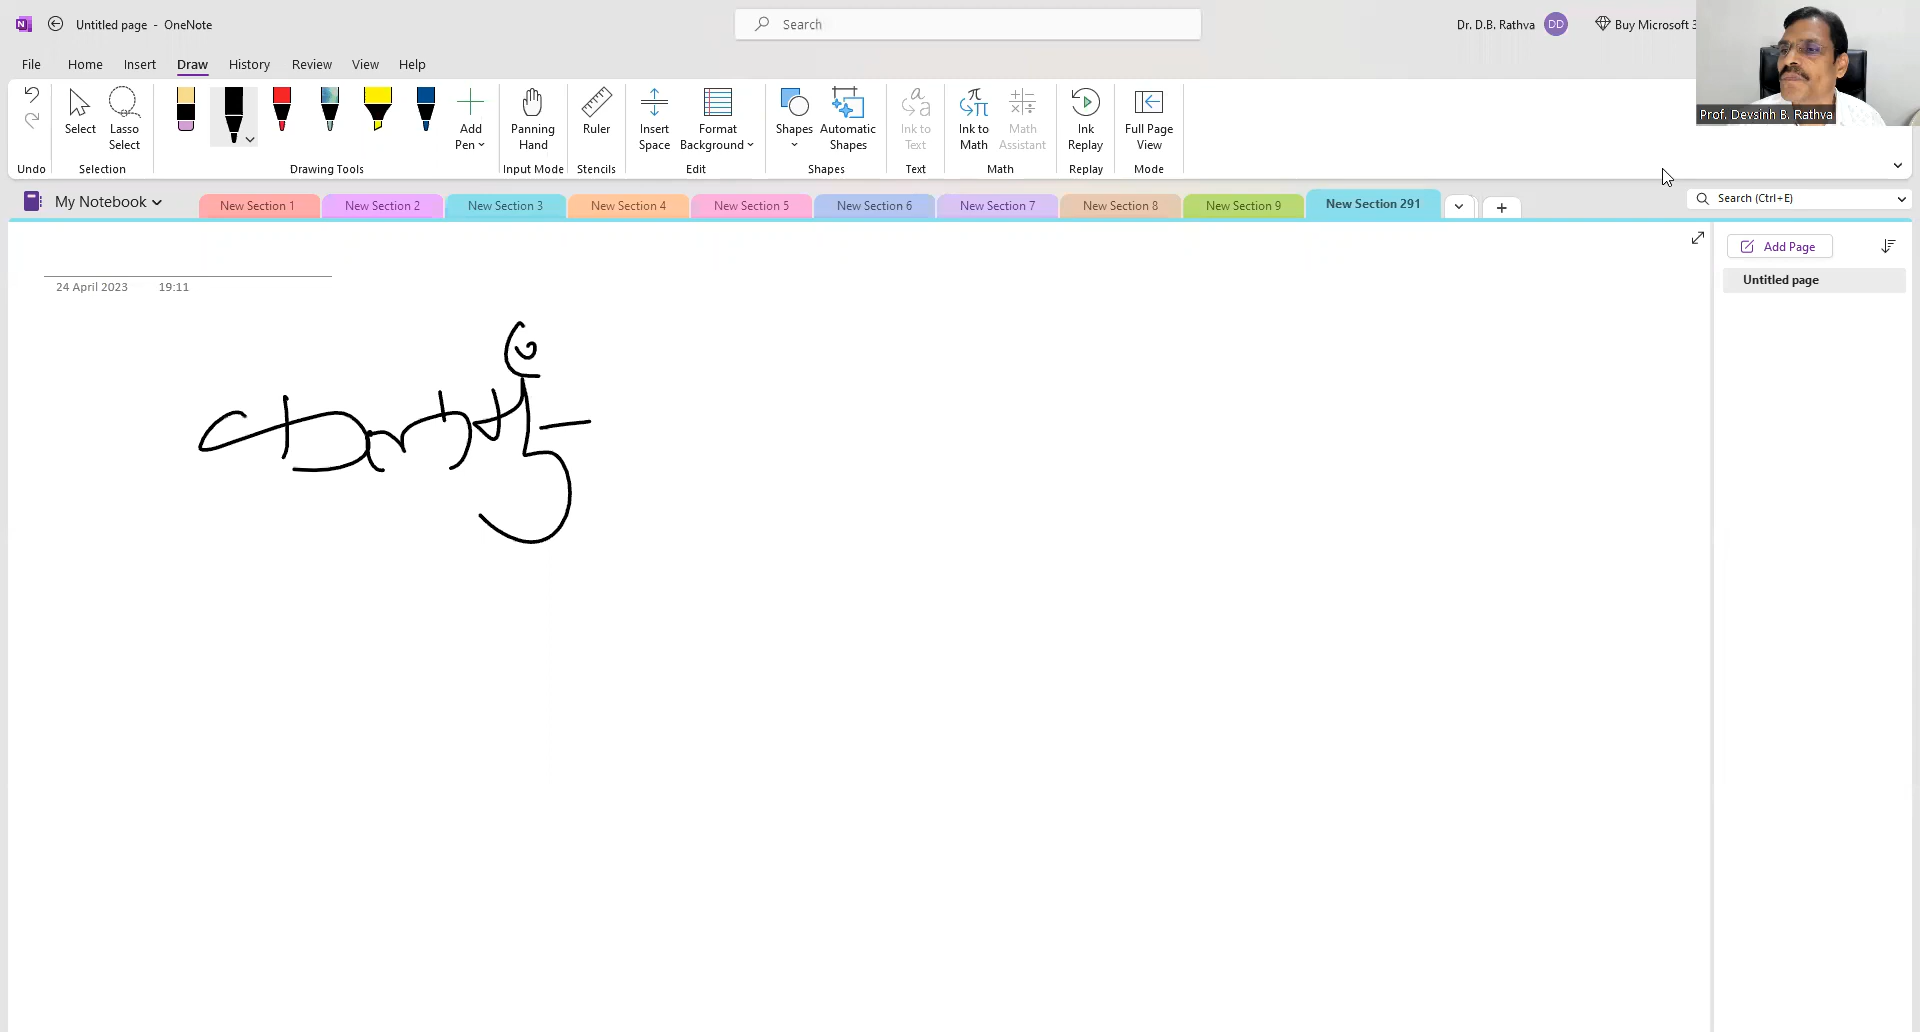 Untitled page - OneNote
Search
Dr. D.B. Rathva
DD
Buy Microsoft 3
File
Home
Insert
Draw
History
Review
View
Help
Prof. Devsinh B. Rathva
Select
Lasso
Select
Add
Pen
Panning
Hand
Ruler
Insert
Space
Format
Background
Shapes
Automatic
Shapes
Ink to
Text
Ink to
Math
Math
Assistant
Ink
Replay
Full Page
View
Undo
Selection
Drawing Tools
Input Mode
Stencils
Edit
Shapes
Text
Math
Replay
Mode
My Notebook
New Section 1
New Section 2
New Section 3
New Section 4
New Section 5
New Section 6
New Section 7
New Section 8
New Section 9
New Section 291
Search (Ctrl+E)
Add Page
Untitled page
24 April 2023 19:11